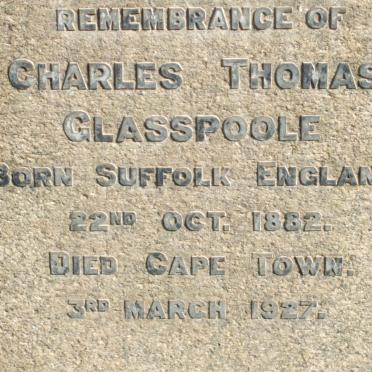 REMEMBRANCE OF
CHARLES THOMAS
GLASSPOOLE
BORN SUFFOLK ENGLAN
22ND OCT. 1882.
DIED CAPE TOWN.
3RD MARCH 1927.